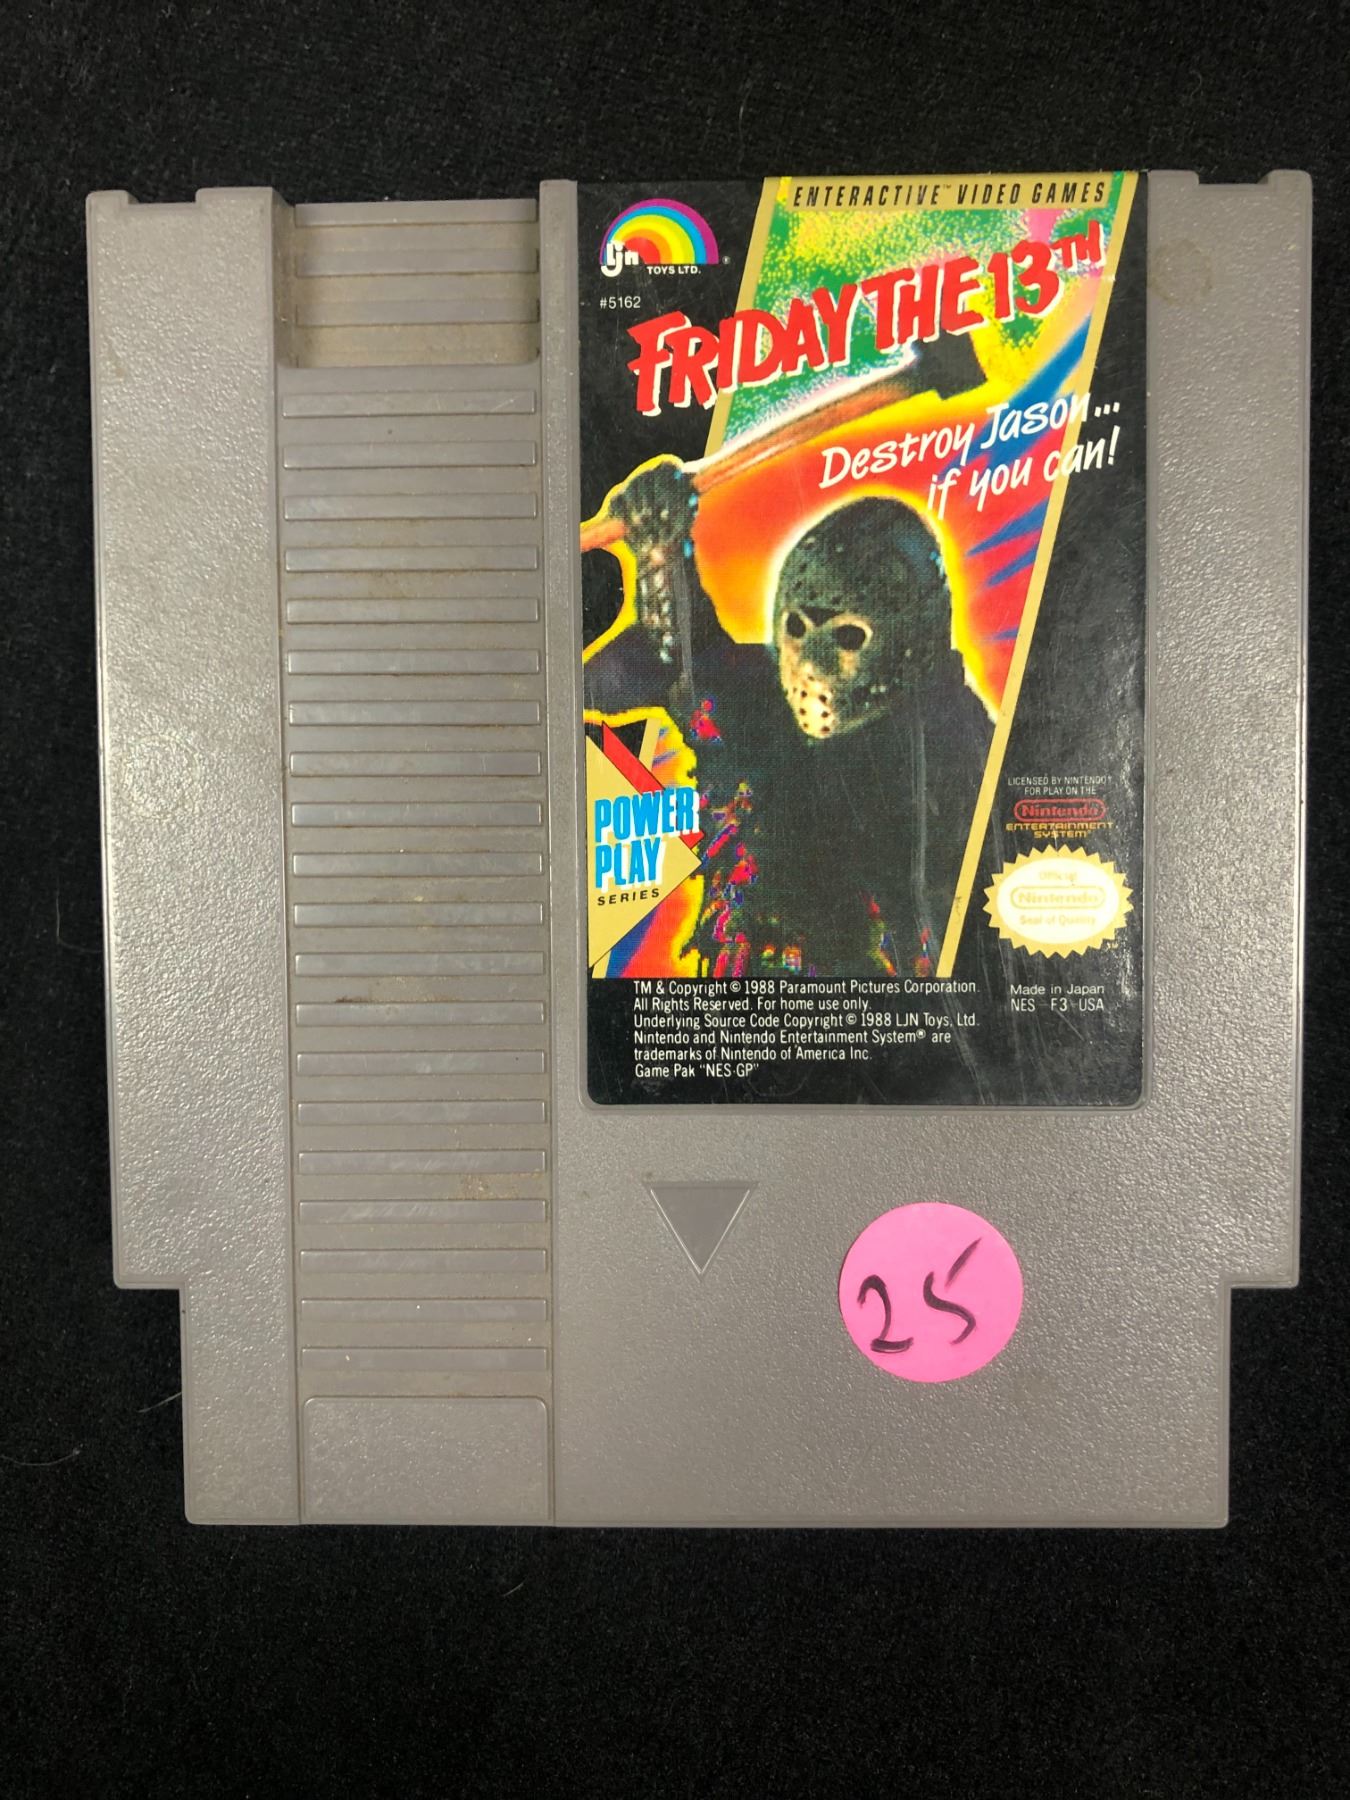 ENTERACTIVE™ VIDEO GAMES
LJN
TOYS LTD.®
#5162
FRIDAY THE 13TH
Destroy Jason...
if you can!
POWER
PLAY
SERIES
LICENSED BY NINTENDO®
FOR PLAY ON THE
Nintendo
ENTERTAINMENT
SYSTEM®
Official
Nintendo
Seal of Quality
TM & Copyright © 1988 Paramount Pictures Corporation.
All Rights Reserved. For home use only.
Underlying Source Code Copyright © 1988 LJN Toys, Ltd.
Nintendo and Nintendo Entertainment System® are
trademarks of Nintendo of America Inc.
Game Pak "NES-GP"
Made in Japan
NES-F3-USA
25